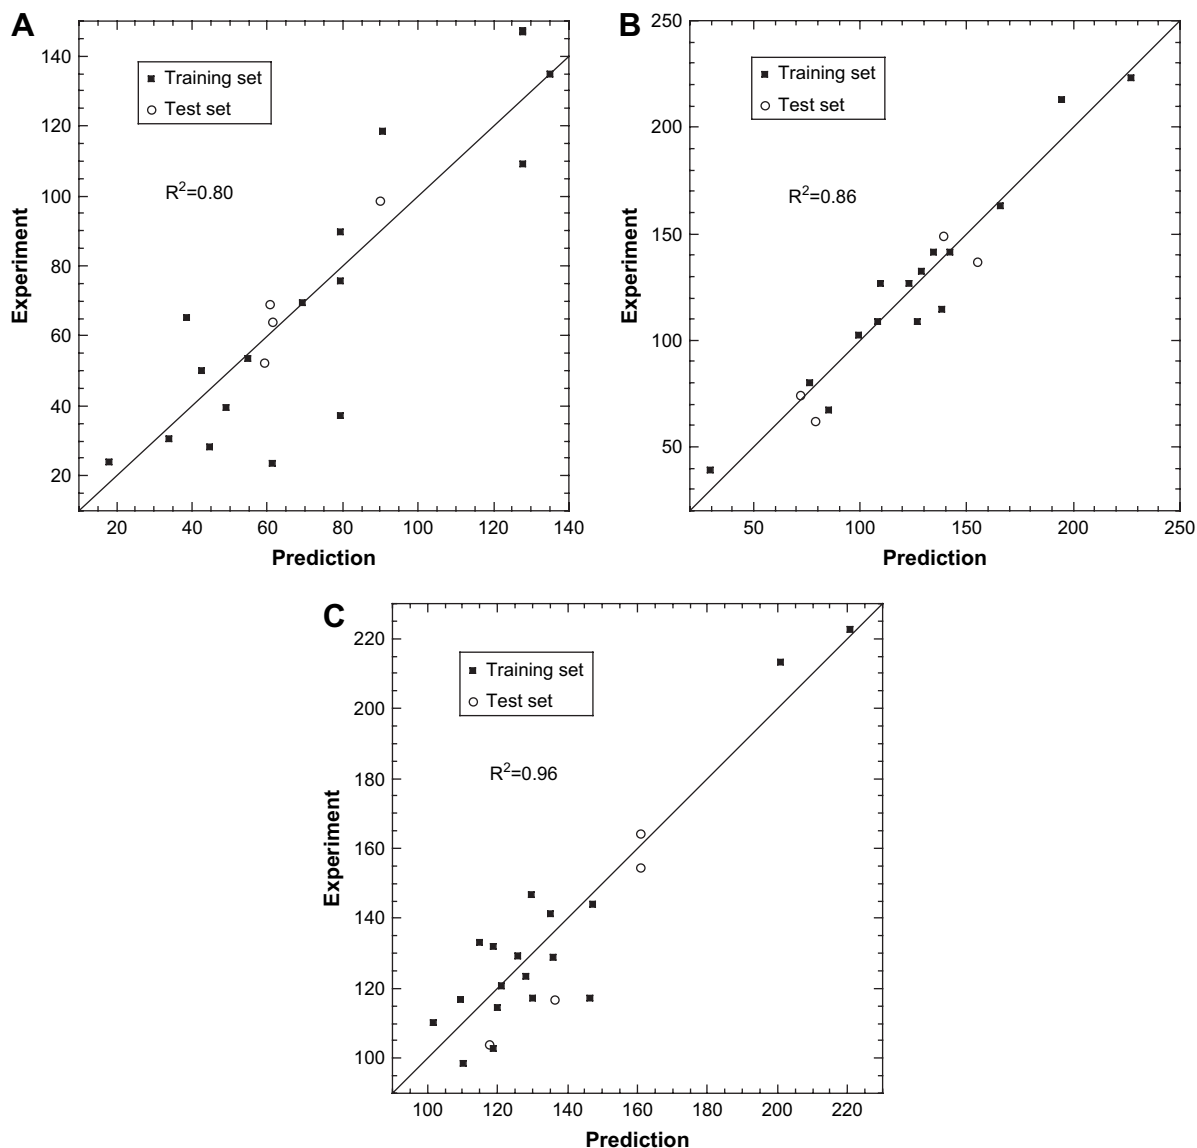 A
Training set
Test set
R²=0.80
Experiment
140
120
100
80
60
40
20
20 40 60 80 100 120 140
Prediction
B
Training set
Test set
R²=0.86
Experiment
250
200
150
100
50
50 100 150 200 250
Prediction
C
Training set
Test set
R²=0.96
Experiment
220
200
180
160
140
120
100
100 120 140 160 180 200 220
Prediction